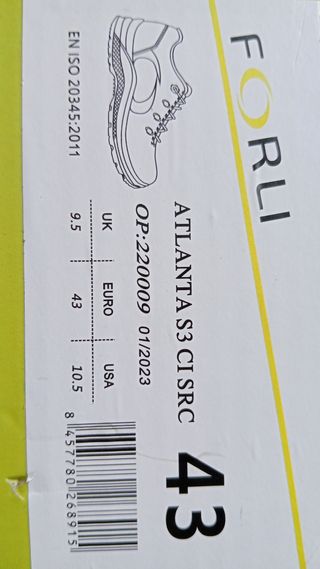 FORLI
ATLANTA S3 CI SRC 43
OP:220009 01/2023
UK EURO USA
9.5 43 10.5
EN ISO 20345:2011
8 457780 268915